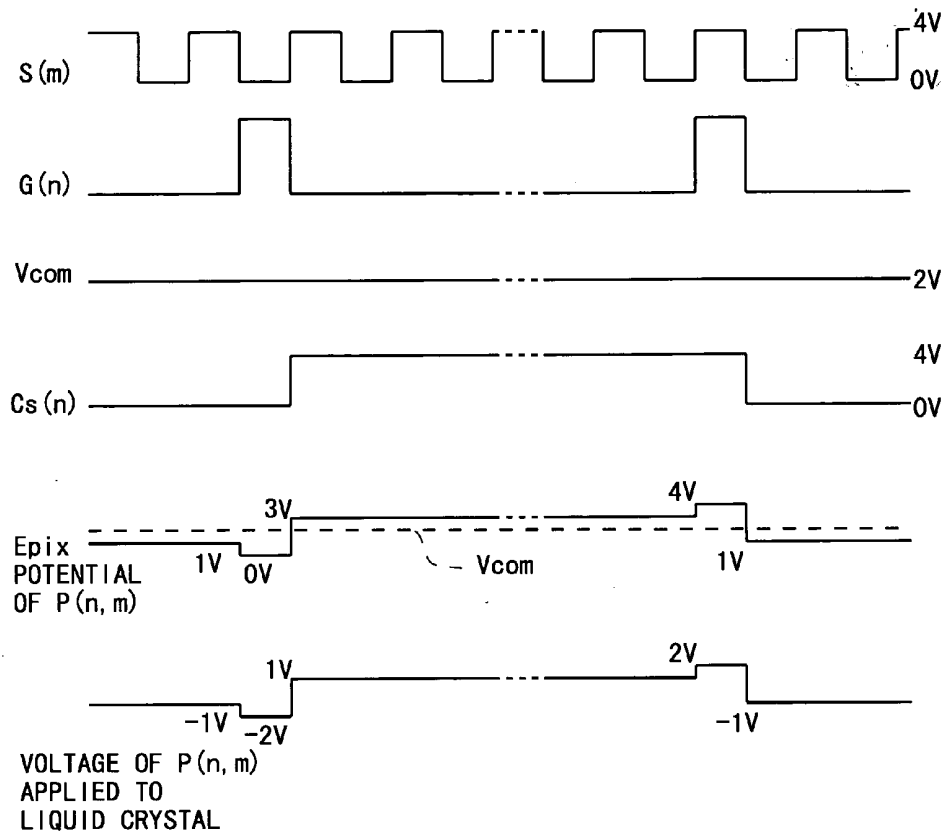 4V
S(m)
0V
G(n)
Vcom
2V
4V
Cs(n)
0V
3V
4V
Epix
POTENTIAL
OF P(n,m)
1V
0V
Vcom
1V
1V
2V
-1V
-2V
-1V
VOLTAGE OF P(n,m)
APPLIED TO
LIQUID CRYSTAL